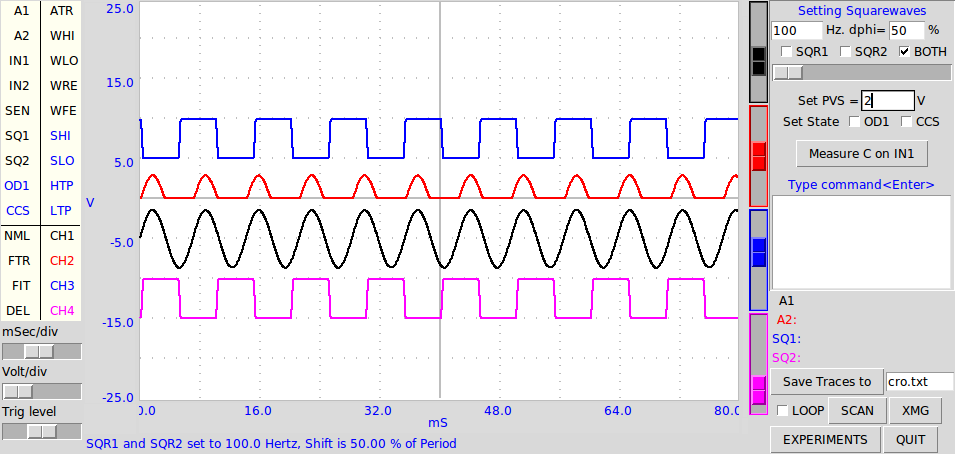 A1 ATR
A2 WHI
IN1 WLO
IN2 WRE
SEN WFE
SQ1 SHI
SQ2 SLO
OD1 HTP
CCS LTP
NML CH1
FTR CH2
FIT CH3
DEL CH4
mSec/div
Volt/div
Trig level
25.0
15.0
5.0
V
-5.0
-15.0
-25.0
0.0 16.0 32.0 48.0 64.0 80.0
mS
SQR1 and SQR2 set to 100.0 Hertz, Shift is 50.00 % of Period
Setting Squarewaves
100 Hz. dphi= 50 %
SQR1 SQR2 BOTH
Set PVS = 2 V
Set State OD1 CCS
Measure C on IN1
Type command<Enter>
A1
A2:
SQ1:
SQ2:
Save Traces to cro.txt
LOOP SCAN XMG
EXPERIMENTS QUIT